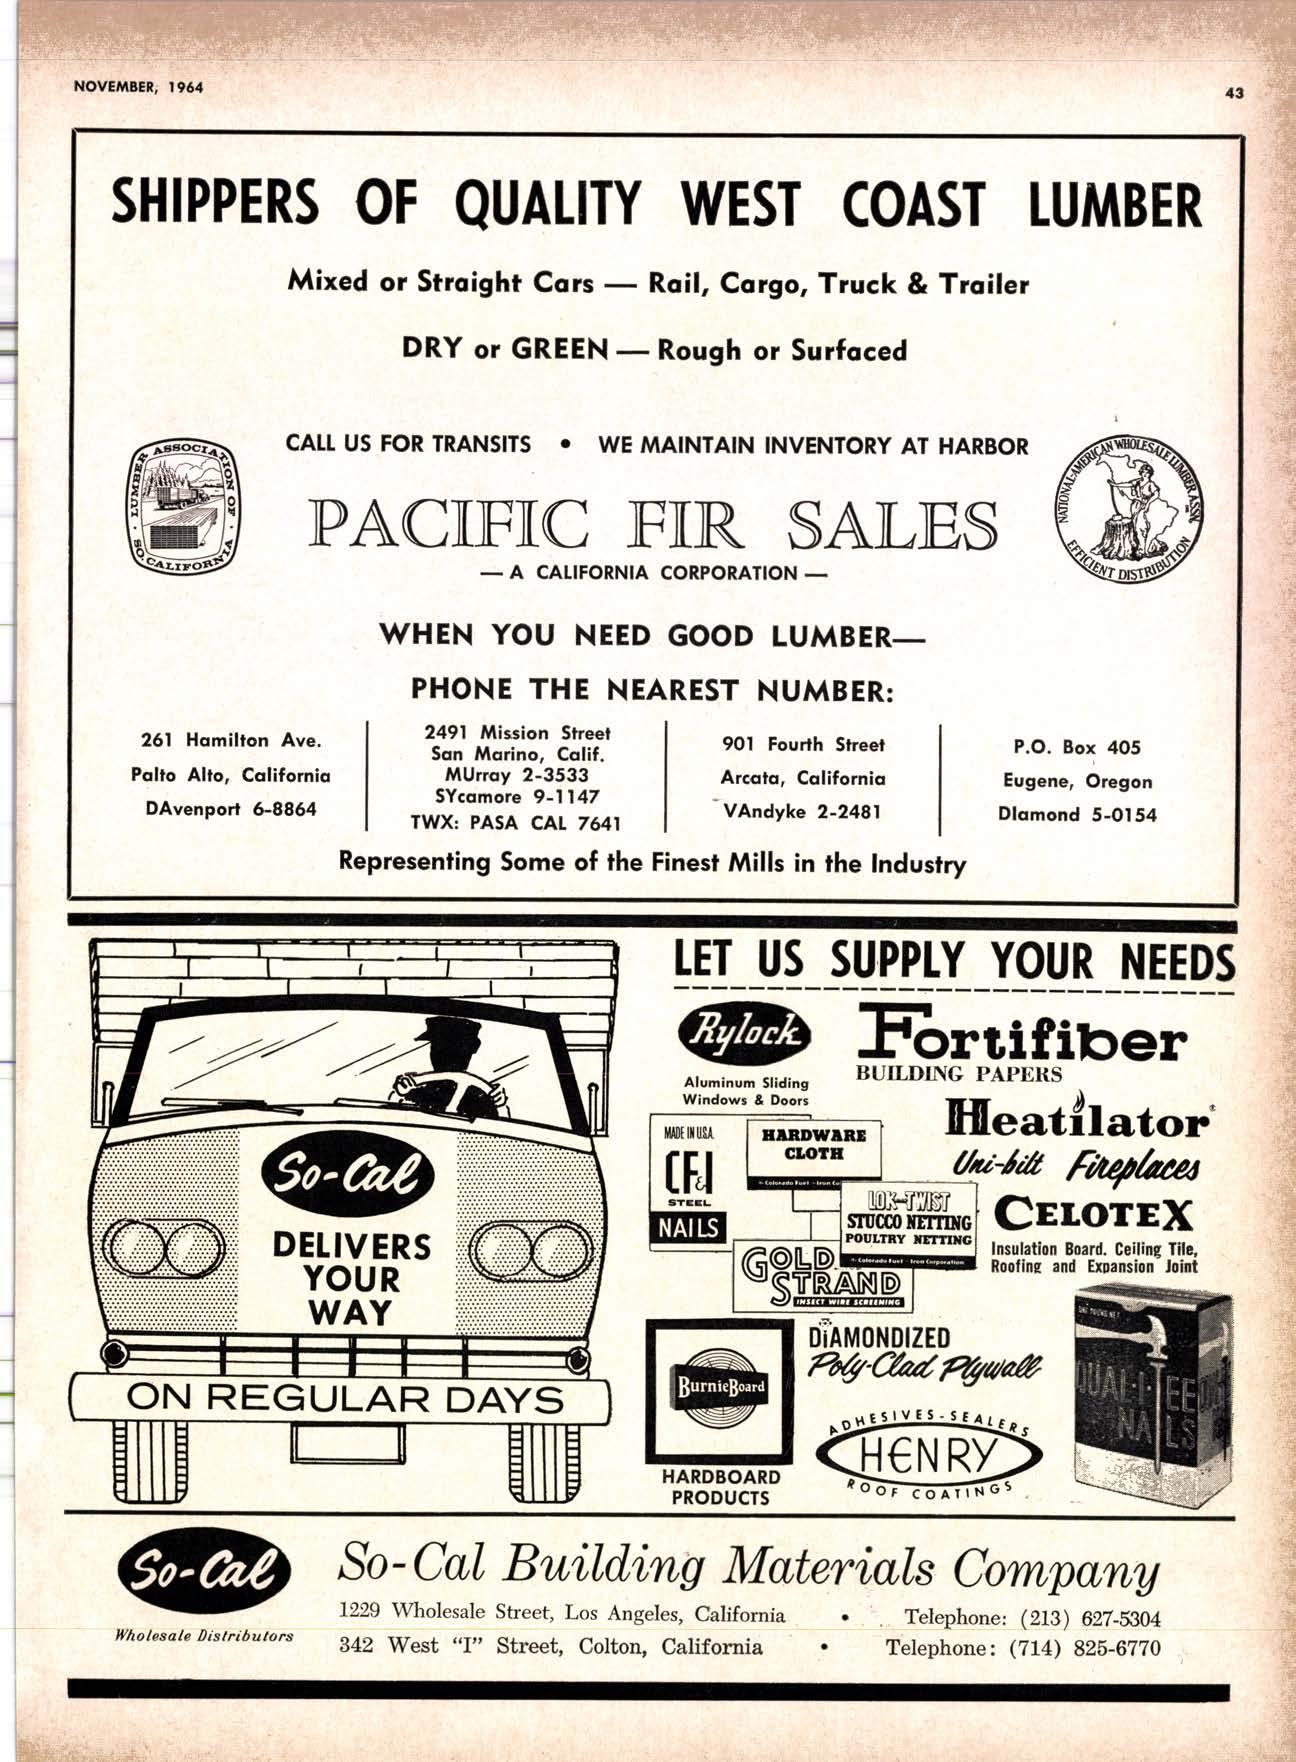 NOVEMBER, 1964
43
SHIPPERS OF QUALITY WEST COAST LUMBER
Mixed or Straight Cars — Rail, Cargo, Truck & Trailer
DRY or GREEN — Rough or Surfaced
CALL US FOR TRANSITS • WE MAINTAIN INVENTORY AT HARBOR
LUMBER ASSOCIATION OF
SO. CALIFORNIA
PACIFIC FIR SALES
— A CALIFORNIA CORPORATION —
NATIONAL-AMERICAN WHOLESALE LUMBER ASSN.
EFFICIENT DISTRIBUTION
WHEN YOU NEED GOOD LUMBER—
PHONE THE NEAREST NUMBER:
261 Hamilton Ave.
Palto Alto, California
DAvenport 6-8864
2491 Mission Street
San Marino, Calif.
MUrray 2-3533
SYcamore 9-1147
TWX: PASA CAL 7641
901 Fourth Street
Arcata, California
VAndyke 2-2481
P.O. Box 405
Eugene, Oregon
DIamond 5-0154
Representing Some of the Finest Mills in the Industry
So-Cal
DELIVERS
YOUR
WAY
ON REGULAR DAYS
LET US SUPPLY YOUR NEEDS
Rylock
Aluminum Sliding
Windows & Doors
Fortifiber
BUILDING PAPERS
Heatilator®
Uni-bilt Fireplaces
MADE IN U.S.A.
CF&I
STEEL
NAILS
HARDWARE
CLOTH
Colorado Fuel
LOK-TWIST
STUCCO NETTING
POULTRY NETTING
Colorado Fuel Iron Corporation
GOLD
STRAND
INSECT WIRE SCREENING
CELOTEX
Insulation Board. Ceiling Tile,
Roofing and Expansion Joint
BurnieBoard
HARDBOARD
PRODUCTS
DiAMONDIZED
Poly-Clad Plywall
ADHESIVES - SEALERS
HENRY
ROOF COATINGS
QUALI-TEE
NAILS
So-Cal
Wholesale Distributors
So-Cal Building Materials Company
1229 Wholesale Street, Los Angeles, California • Telephone: (213) 627-5304
342 West "I" Street, Colton, California • Telephone: (714) 825-6770